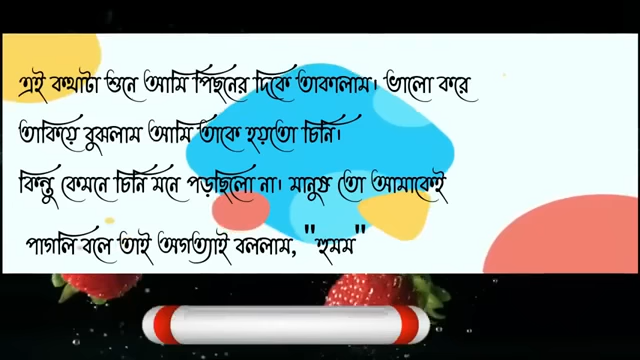 এই কথাটা শুনে আমি পিছনের দিকে তাকালাম। ভালো করে
তাকিয়ে বুঝলাম আমি তাকে হয়তো চিনি।
কিন্তু কেমনে চিনি মনে পড়ছিলো না। মানুষ তো আমাকেই
পাগলি বলে তাই অগত্যাই বললাম, "হুমম"